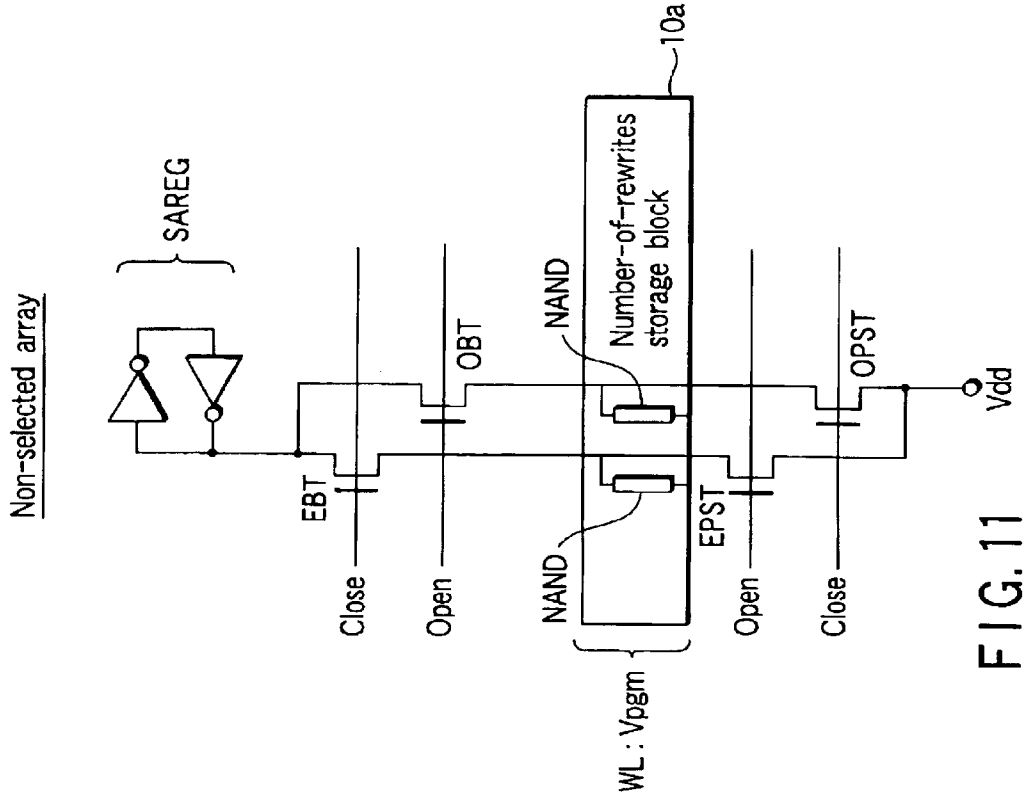 Non-selected array
SAREG
EBT
Close
OBT
Open
NAND
NAND
Number-of-rewrites
storage block
10a
WL : Vpgm
EPST
Open
OPST
Close
Vdd
FIG. 11